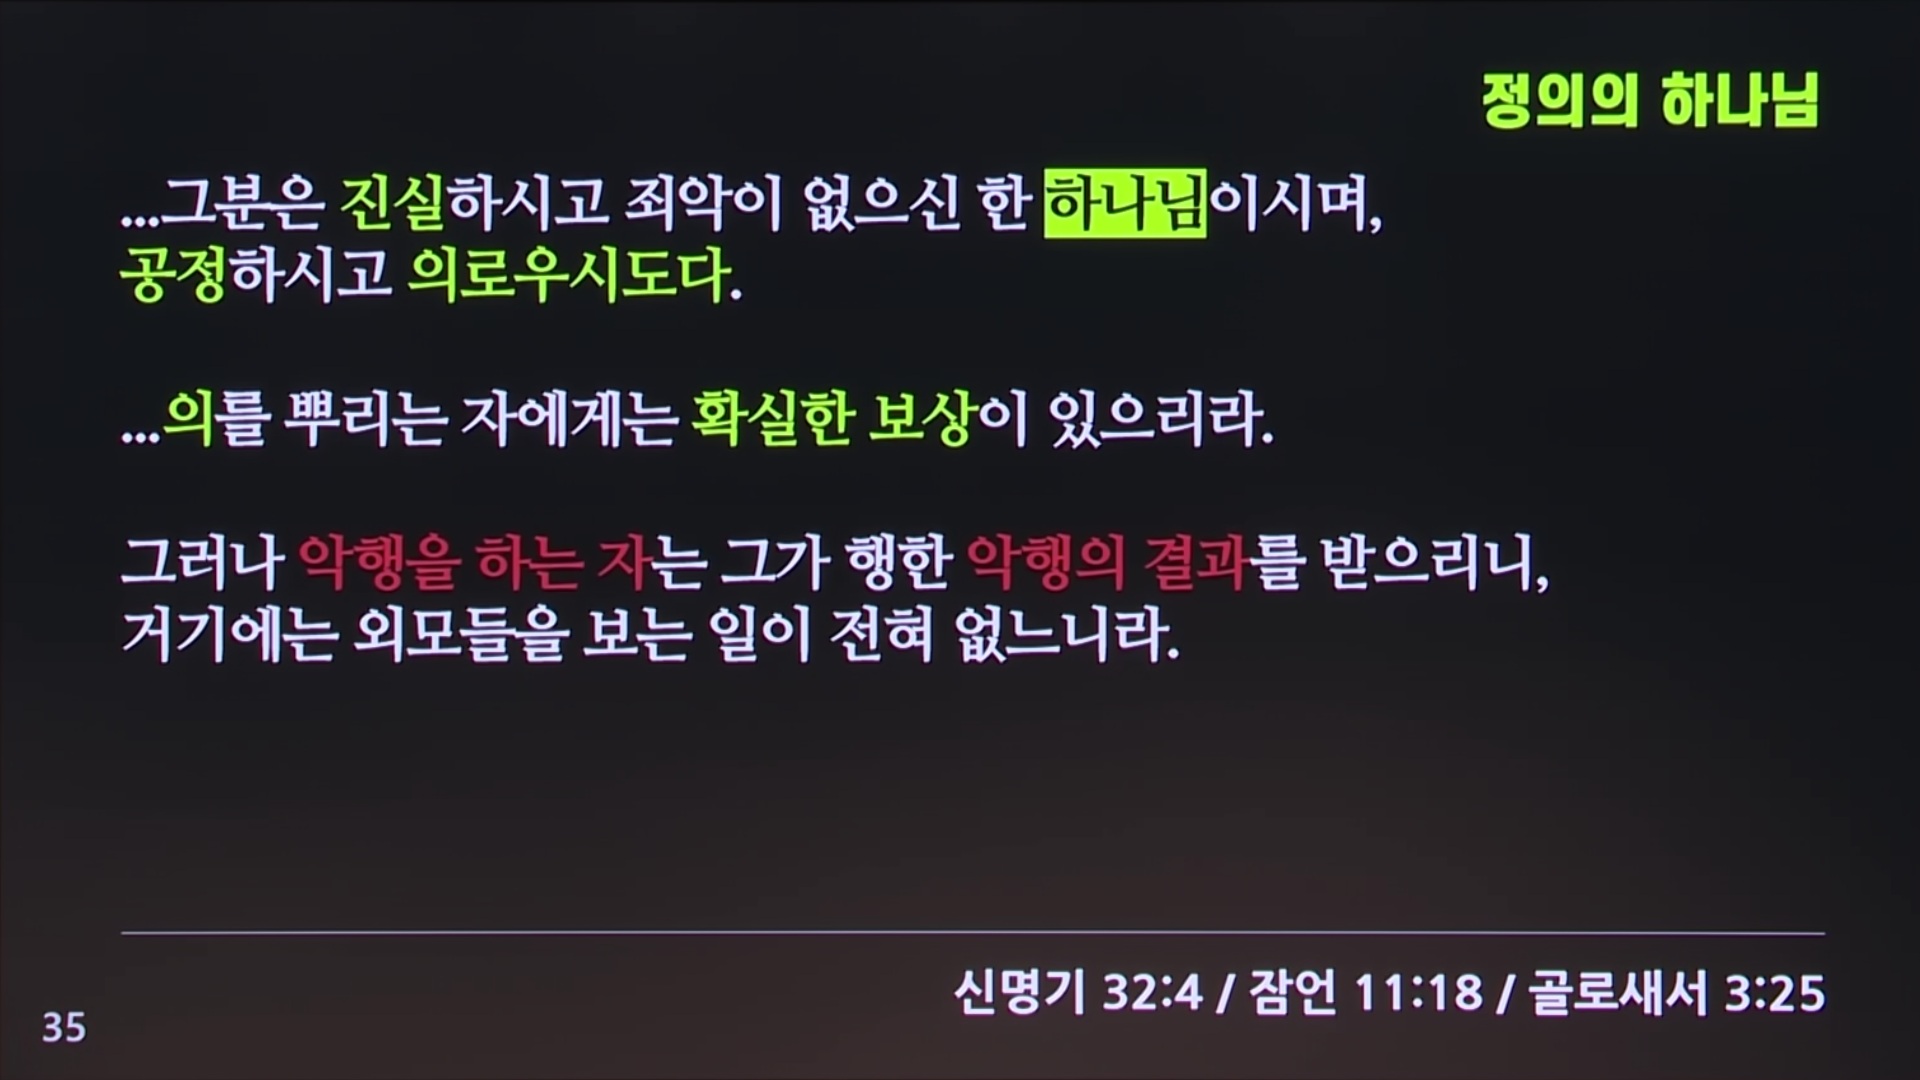 정의의 하나님
...그분은 진실하시고 죄악이 없으신 한 하나님이시며,
공정하시고 의로우시도다.
...의를 뿌리는 자에게는 확실한 보상이 있으리라.
그러나 악행을 하는 자는 그가 행한 악행의 결과를 받으리니,
거기에는 외모들을 보는 일이 전혀 없느니라.
신명기 32:4 / 잠언 11:18 / 골로새서 3:25
35